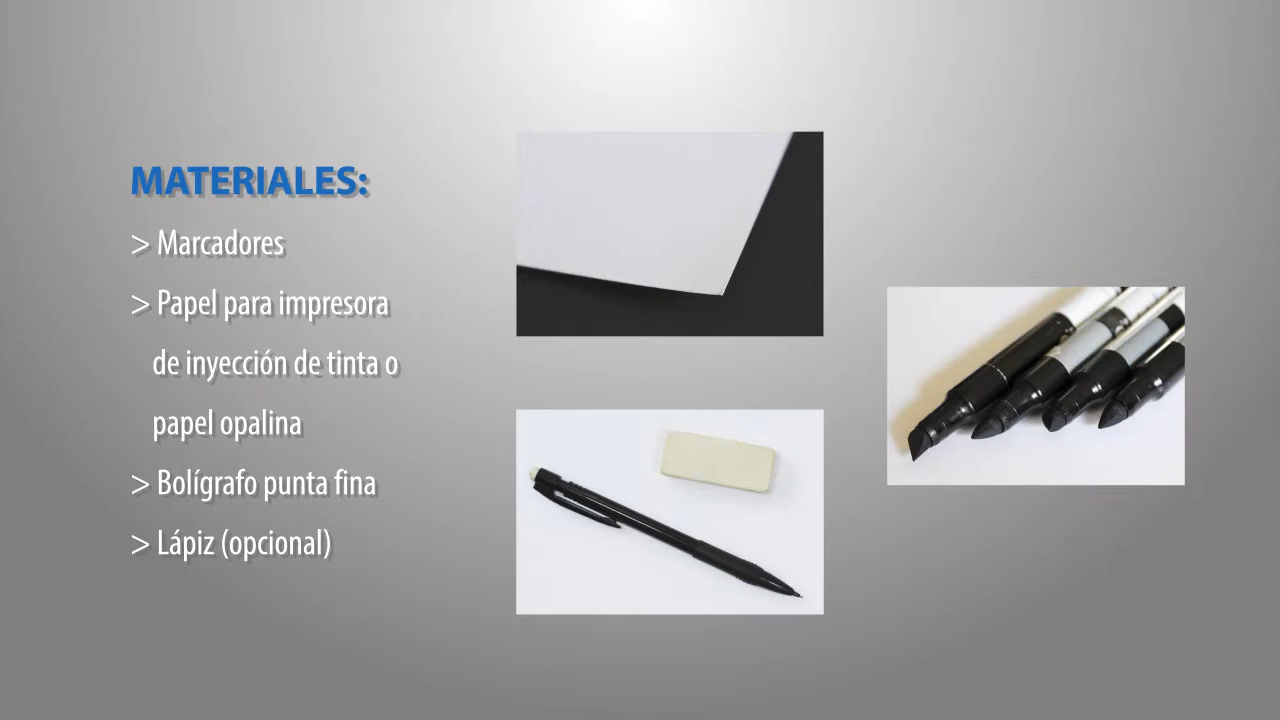 MATERIALES:
> Marcadores
> Papel para impresora
de inyección de tinta o
papel opalina
> Bolígrafo punta fina
> Lápiz (opcional)